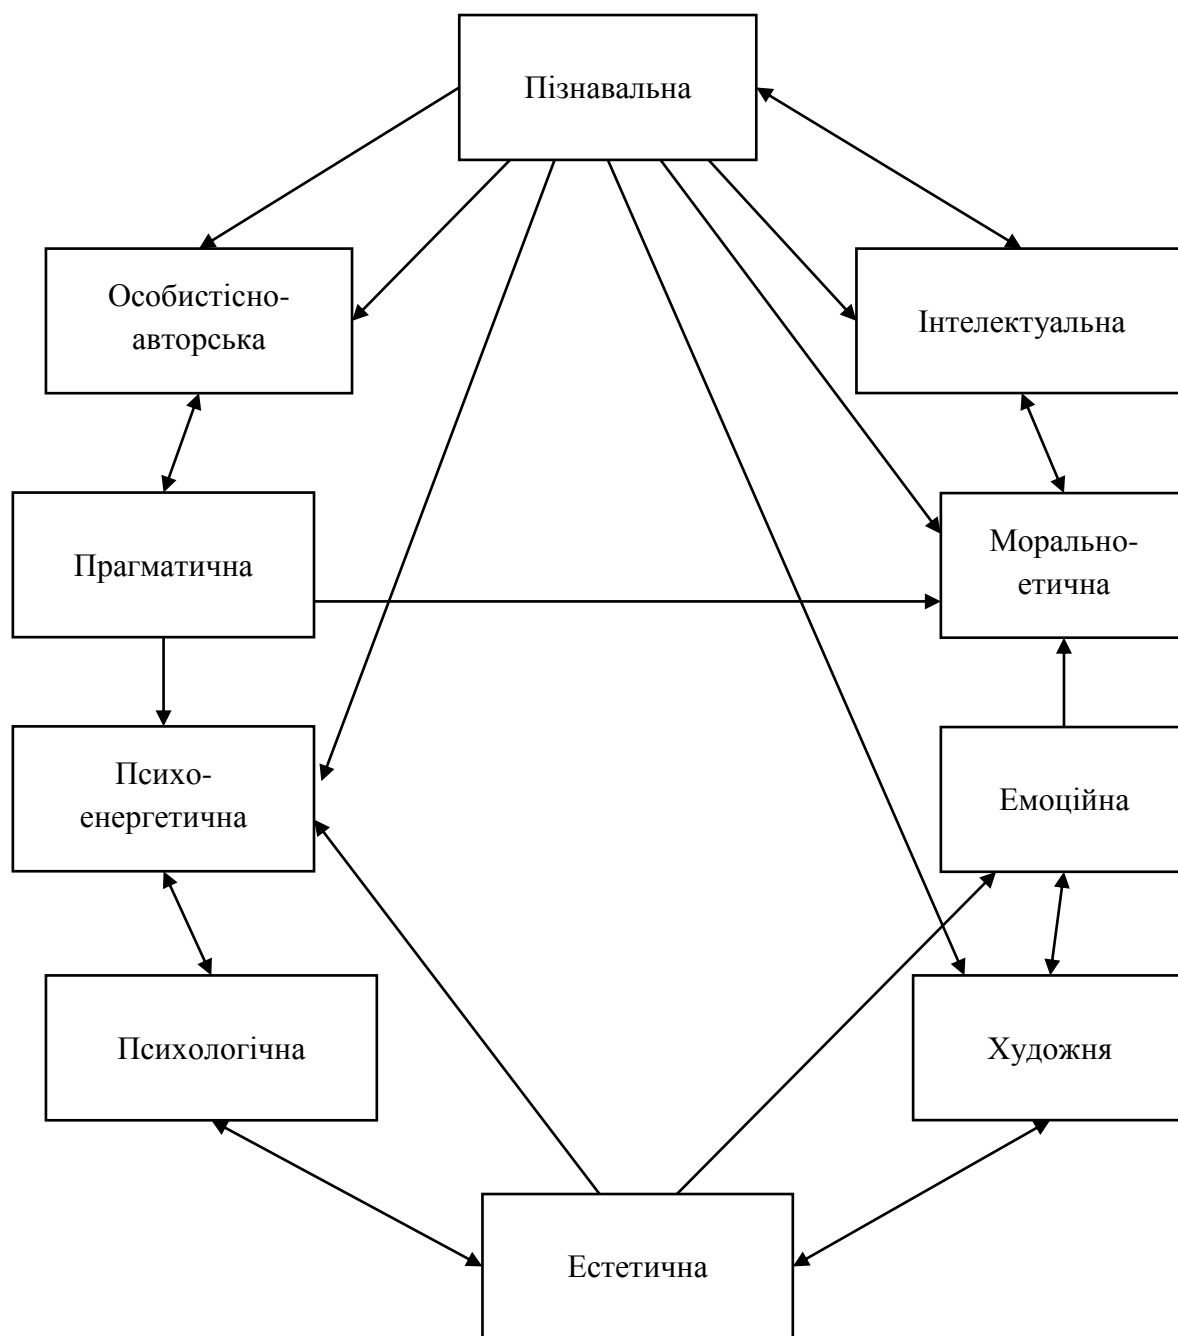 Пізнавальна
Особистісно-
авторська
Інтелектуальна
Прагматична
Морально-
етична
Психо-
енергетична
Емоційна
Психологічна
Художня
Естетична